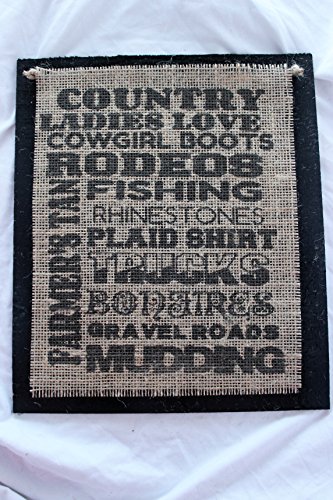 COUNTRY
LADIES LOVE
COWGIRL BOOTS
RODEOS
FISHING
RHINESTONES
PLAID SHIRT
TRUCKS
BONFIRES
GRAVEL ROADS
MUDDING
FARMER'S TAN